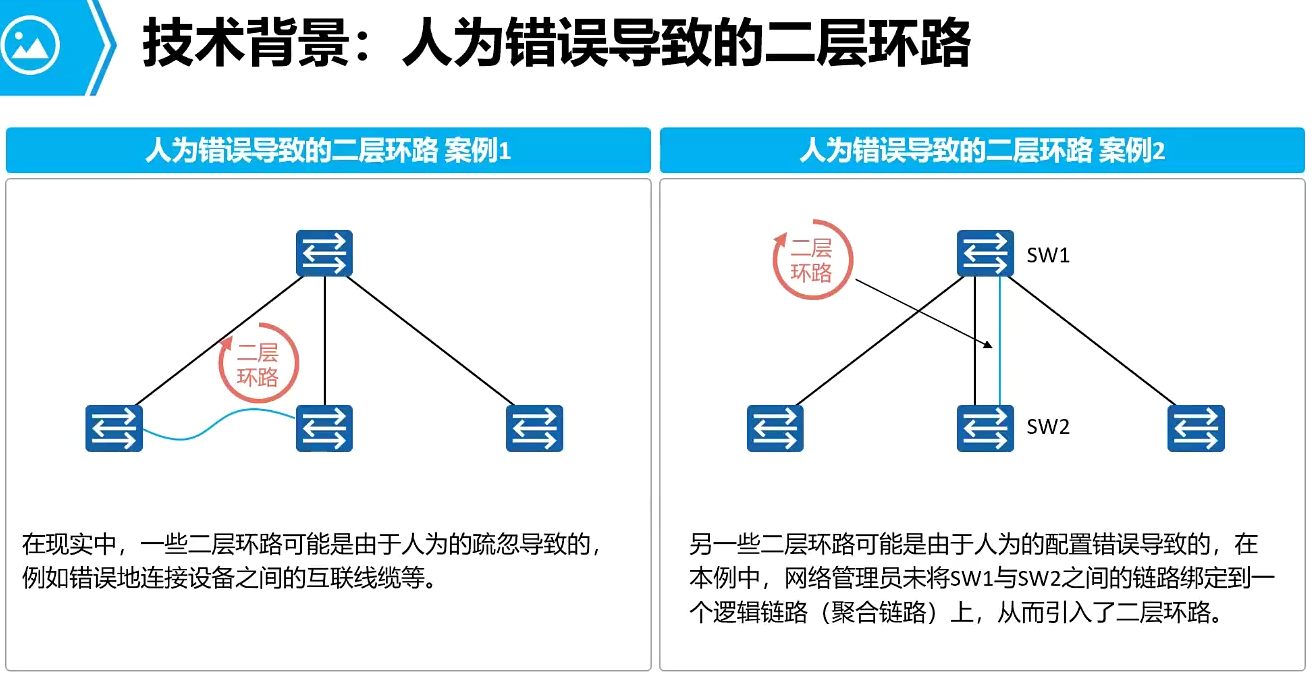 技术背景：人为错误导致的二层环路
人为错误导致的二层环路 案例1
二层
环路
在现实中，一些二层环路可能是由于人为的疏忽导致的，
例如错误地连接设备之间的互联线缆等。
人为错误导致的二层环路 案例2
二层
环路
SW1
SW2
另一些二层环路可能是由于人为的配置错误导致的，在
本例中，网络管理员未将SW1与SW2之间的链路绑定到一
个逻辑链路（聚合链路）上，从而引入了二层环路。